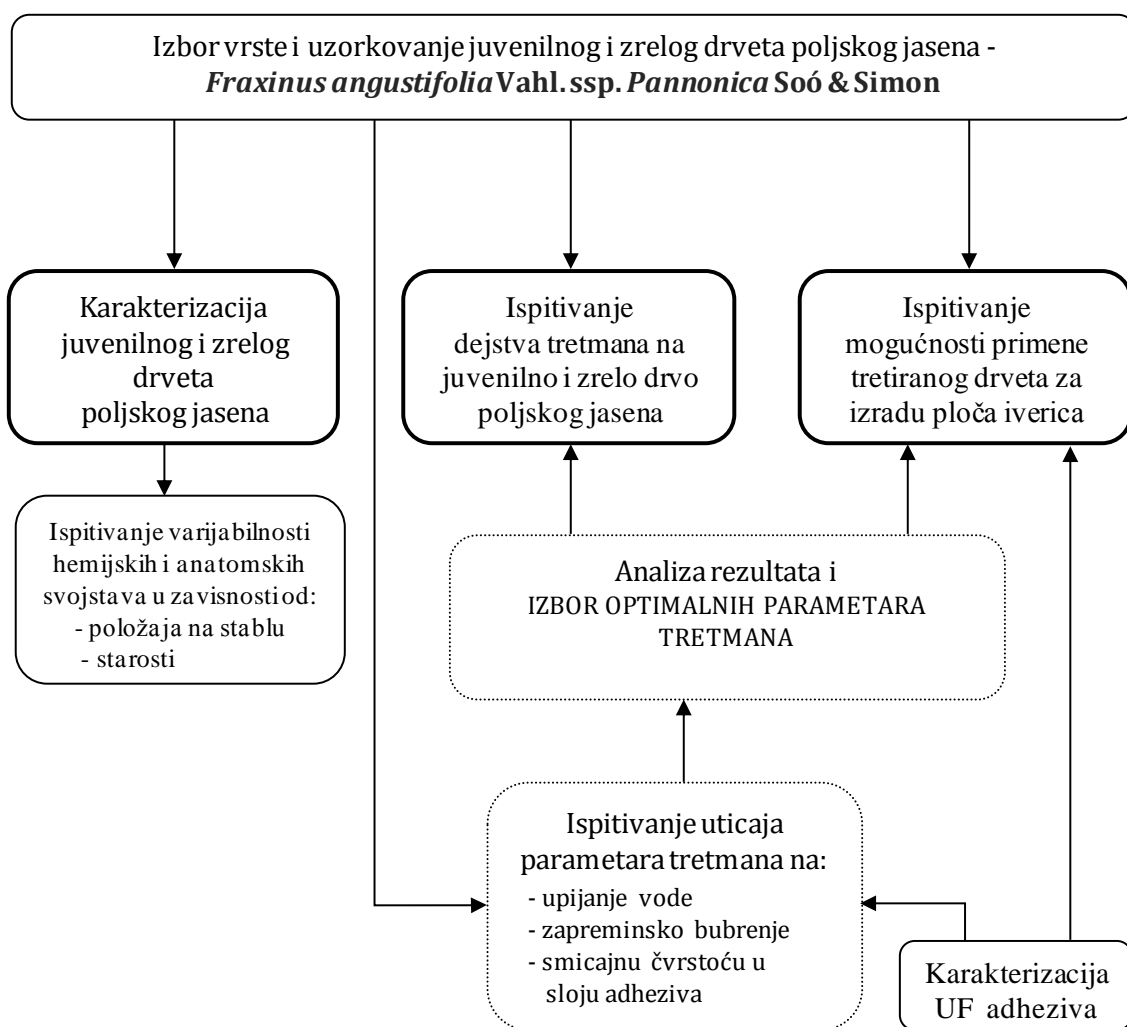 Izbor vrste i uzorkovanje juvenilnog i zrelog drveta poljskog jasena -
Fraxinus angustifolia Vahl. ssp. Pannonica Soó & Simon
Karakterizacija
juvenilnog i zrelog
drveta
poljskog jasena
Ispitivanje
dejstva tretmana na
juvenilno i zrelo drvo
poljskog jasena
Ispitivanje
mogućnosti primene
tretiranog drveta za
izradu ploča iverica
Ispitivanje varijabilnosti
hemijskih i anatomskih
svojstava u zavisnosti od:
- položaja na stablu
- starosti
Analiza rezultata i
IZBOR OPTIMALNIH PARAMETARA
TRETMANA
Ispitivanje uticaja
parametara tretmana na:
- upijanje vode
- zapreminsko bubrenje
- smicajnu čvrstoću u
sloju adheziva
Karakterizacija
UF adheziva